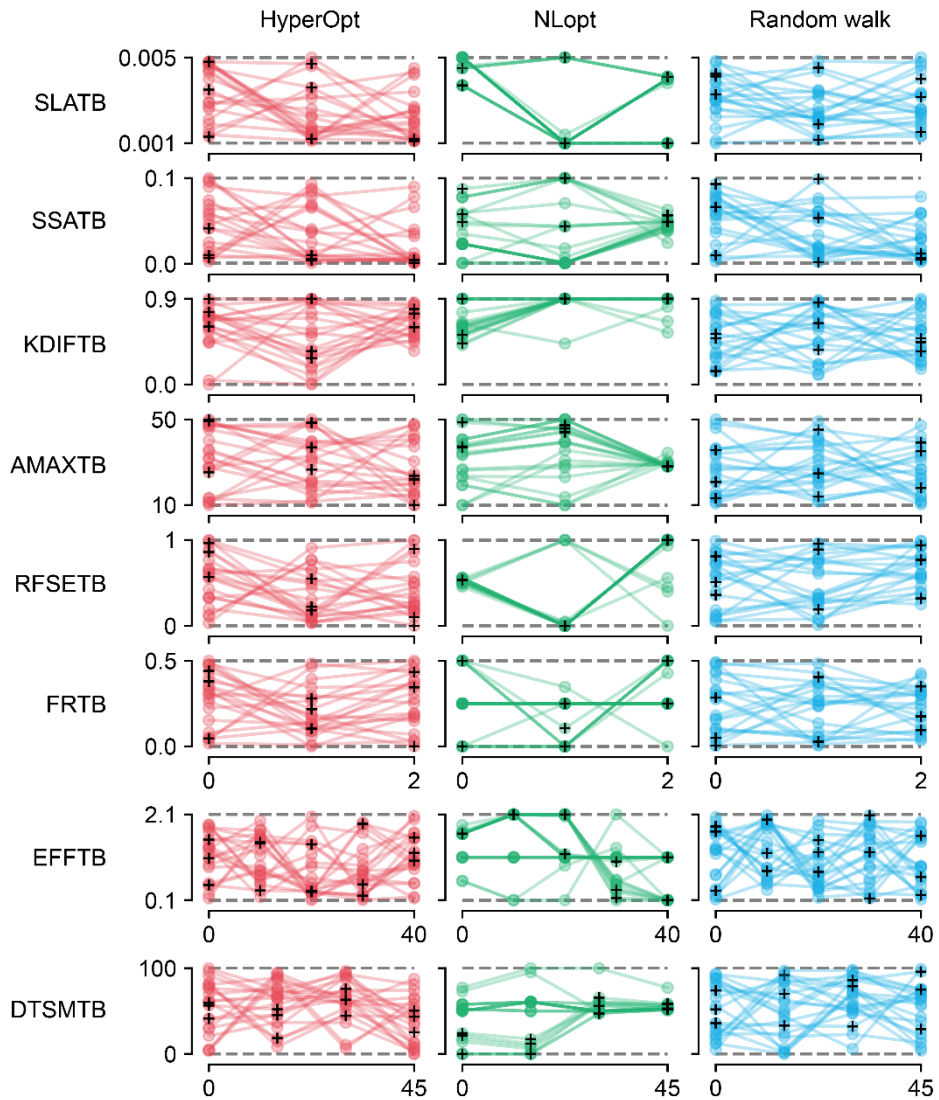 HyperOpt NLopt Random walk
0.005
SLATB
0.001
0.1
SSATB
0.0
0.9
KDIFTB
0.0
50
AMAXTB
10
1
RFSETB
0
0.5
FRTB
0.0
0 2 0 2 0 2
2.1
EFFTB
0.1
0 40 0 40 0 40
100
DTSMTB
0
0 45 0 45 0 45